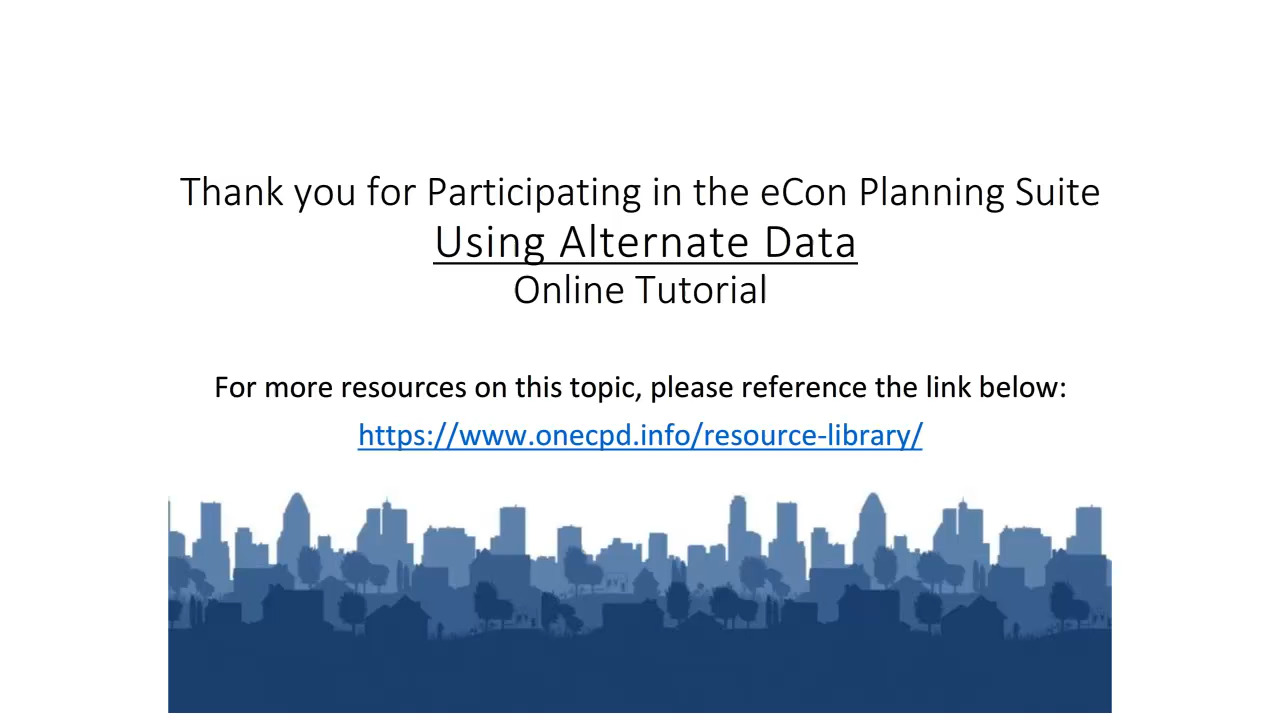 Thank you for Participating in the eCon Planning Suite
Using Alternate Data
Online Tutorial
For more resources on this topic, please reference the link below:
https://www.onecpd.info/resource-library/